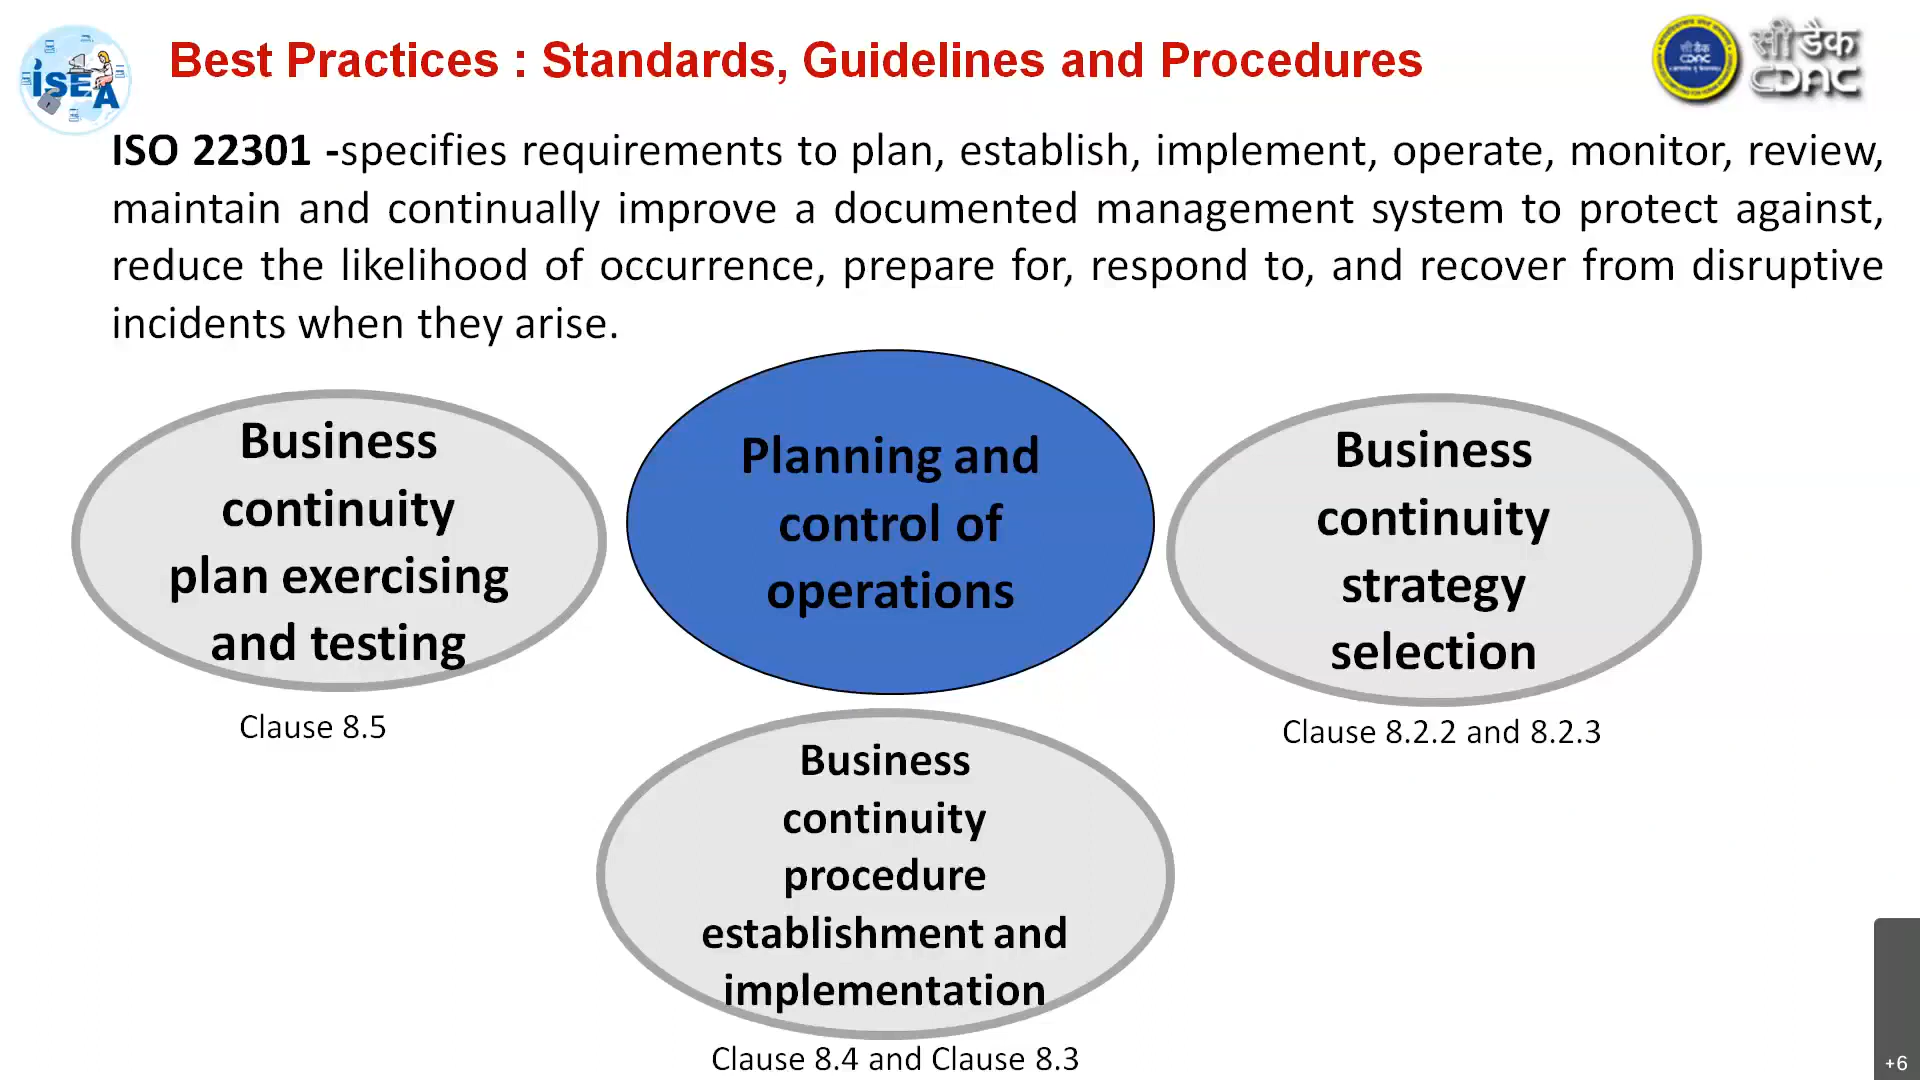 iSEA
Best Practices : Standards, Guidelines and Procedures
सी डैक
सी डैक
CDAC
ISO 22301 -specifies requirements to plan, establish, implement, operate, monitor, review,
maintain and continually improve a documented management system to protect against,
reduce the likelihood of occurrence, prepare for, respond to, and recover from disruptive
incidents when they arise.
Business
continuity
plan exercising
and testing
Clause 8.5
Planning and
control of
operations
Business
continuity
strategy
selection
Clause 8.2.2 and 8.2.3
Business
continuity
procedure
establishment and
implementation
Clause 8.4 and Clause 8.3
+6